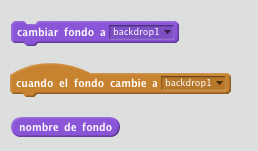 cambiar fondo a backdrop1
cuando el fondo cambie a backdrop1
nombre de fondo